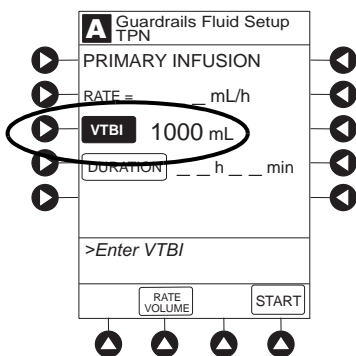 A Guardrails Fluid Setup
TPN
PRIMARY INFUSION
RATE = _ mL/h
VTBI 1000 mL
DURATION _ _ h _ _ min
>Enter VTBI
RATE
VOLUME
START